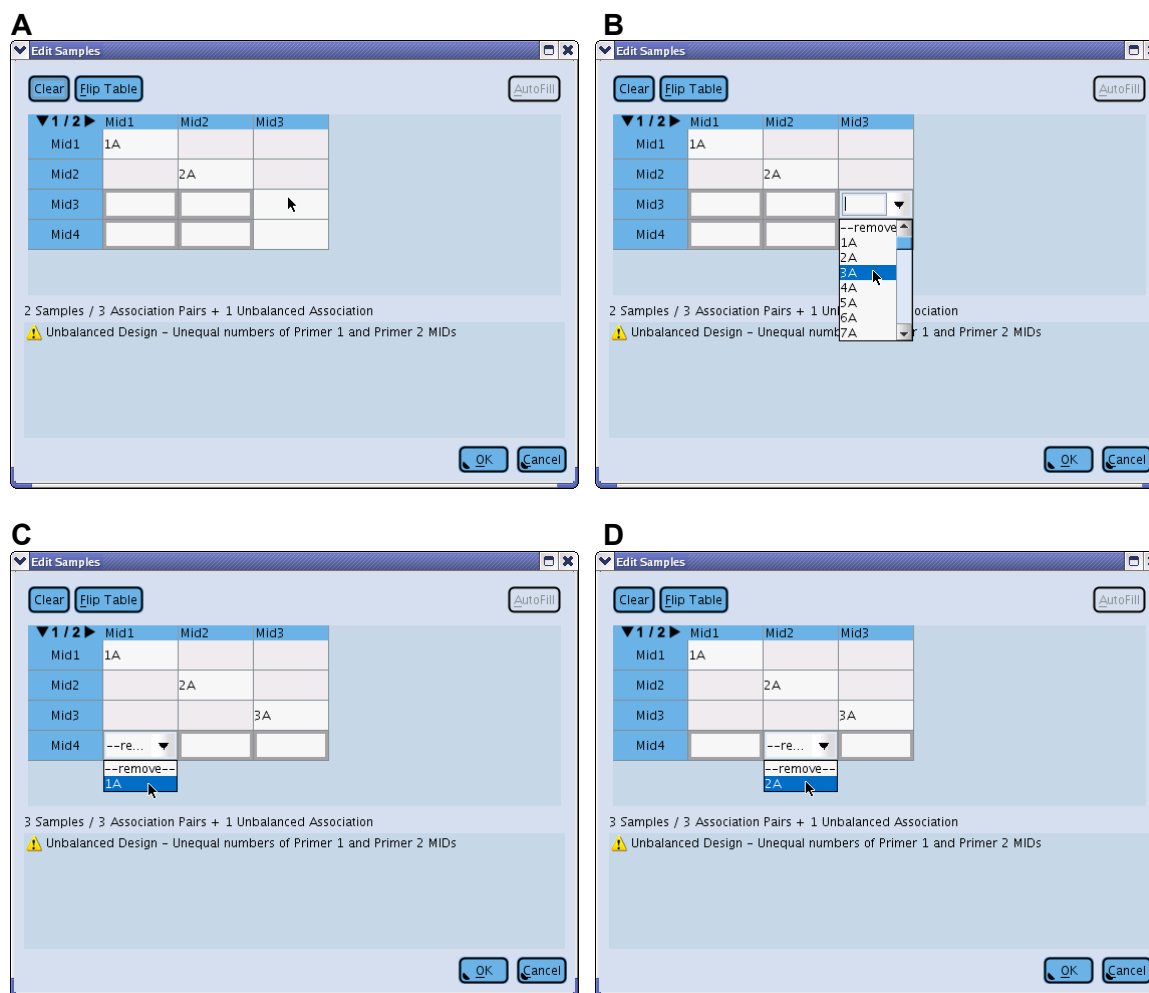 A
Edit Samples
Clear Flip Table AutoFill
▼1 / 2▶ Mid1 Mid2 Mid3
Mid1 1A
Mid2 2A
Mid3
Mid4
2 Samples / 3 Association Pairs + 1 Unbalanced Association
Unbalanced Design - Unequal numbers of Primer 1 and Primer 2 MIDs
OK Cancel
B
Edit Samples
Clear Flip Table AutoFill
▼1 / 2▶ Mid1 Mid2 Mid3
Mid1 1A
Mid2 2A
Mid3
Mid4
--remove
1A
2A
3A
4A
5A
6A
7A
2 Samples / 3 Association Pairs + 1 Un ociation
Unbalanced Design - Unequal numb r 1 and Primer 2 MIDs
OK Cancel
C
Edit Samples
Clear Flip Table AutoFill
▼1 / 2▶ Mid1 Mid2 Mid3
Mid1 1A
Mid2 2A
Mid3 3A
Mid4 --re...
--remove--
1A
3 Samples / 3 Association Pairs + 1 Unbalanced Association
Unbalanced Design - Unequal numbers of Primer 1 and Primer 2 MIDs
OK Cancel
D
Edit Samples
Clear Flip Table AutoFill
▼1 / 2▶ Mid1 Mid2 Mid3
Mid1 1A
Mid2 2A
Mid3 3A
Mid4 --re...
--remove--
2A
3 Samples / 3 Association Pairs + 1 Unbalanced Association
Unbalanced Design - Unequal numbers of Primer 1 and Primer 2 MIDs
OK Cancel